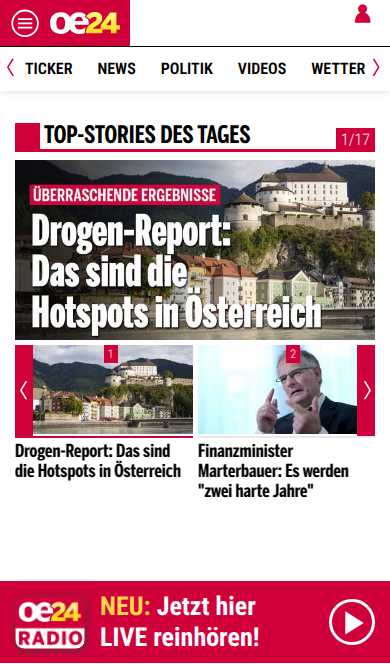 oe24
TICKER NEWS POLITIK VIDEOS WETTER
TOP-STORIES DES TAGES
1/17
ÜBERRASCHENDE ERGEBNISSE
Drogen-Report:
Das sind die
Hotspots in Österreich
1
2
Drogen-Report: Das sind
die Hotspots in Österreich
Finanzminister
Marterbauer: Es werden
"zwei harte Jahre"
oe24
RADIO
NEU: Jetzt hier
LIVE reinhören!